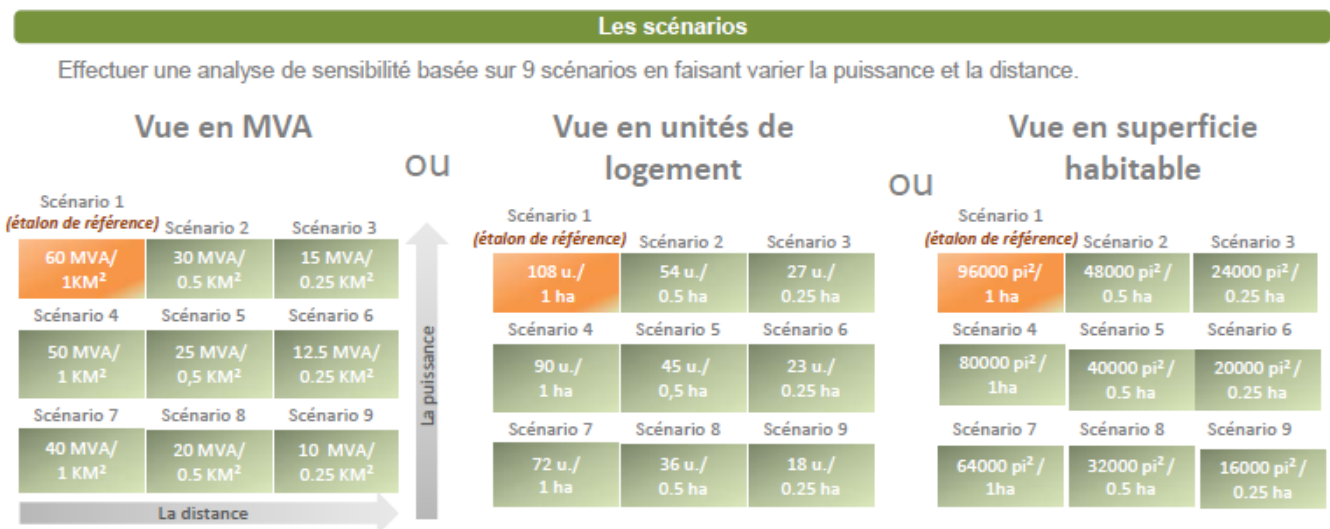 Les scénarios
Effectuer une analyse de sensibilité basée sur 9 scénarios en faisant varier la puissance et la distance.
Vue en MVA
Scénario 1
(étalon de référence)
Scénario 2
Scénario 3
60 MVA/
1KM²
30 MVA/
0.5 KM²
15 MVA/
0.25 KM²
Scénario 4
Scénario 5
Scénario 6
50 MVA/
1 KM²
25 MVA/
0,5 KM²
12.5 MVA/
0.25 KM²
Scénario 7
Scénario 8
Scénario 9
40 MVA/
1 KM²
20 MVA/
0.5 KM²
10 MVA/
0.25 KM²
La distance
La puissance
ou
Vue en unités de
logement
Scénario 1
(étalon de référence)
Scénario 2
Scénario 3
108 u./
1 ha
54 u./
0.5 ha
27 u./
0.25 ha
Scénario 4
Scénario 5
Scénario 6
90 u./
1 ha
45 u./
0,5 ha
23 u./
0.25 ha
Scénario 7
Scénario 8
Scénario 9
72 u./
1 ha
36 u./
0.5 ha
18 u./
0.25 ha
ou
Vue en superficie
habitable
Scénario 1
(étalon de référence)
Scénario 2
Scénario 3
96000 pi²/
1 ha
48000 pi²/
0.5 ha
24000 pi²/
0.25 ha
Scénario 4
Scénario 5
Scénario 6
80000 pi²/
1ha
40000 pi²/
0.5 ha
20000 pi²/
0.25 ha
Scénario 7
Scénario 8
Scénario 9
64000 pi²/
1ha
32000 pi²/
0.5 ha
16000 pi²/
0.25 ha